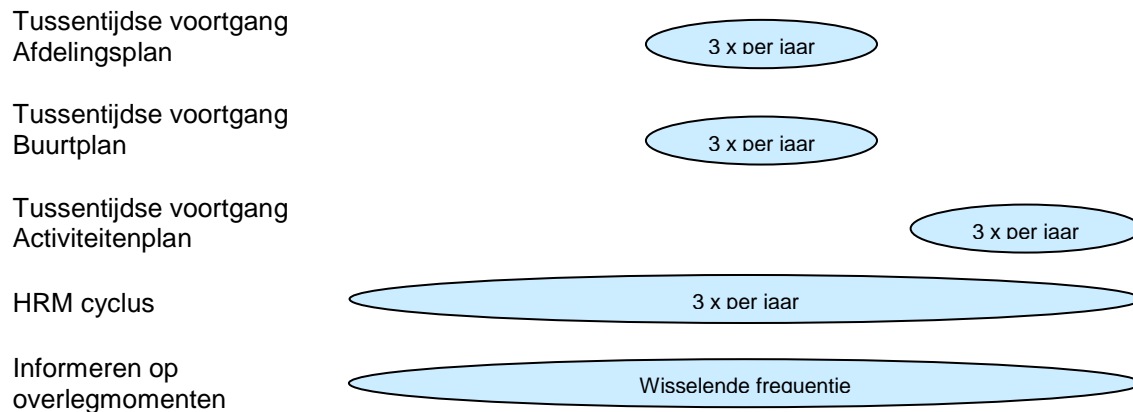 Tussentijdse voortgang
Afdelingsplan
3 x per jaar
Tussentijdse voortgang
Buurtplan
3 x per jaar
Tussentijdse voortgang
Activiteitenplan
3 x per jaar
HRM cyclus
3 x per jaar
Informeren op
overlegmomenten
Wisselende frequentie